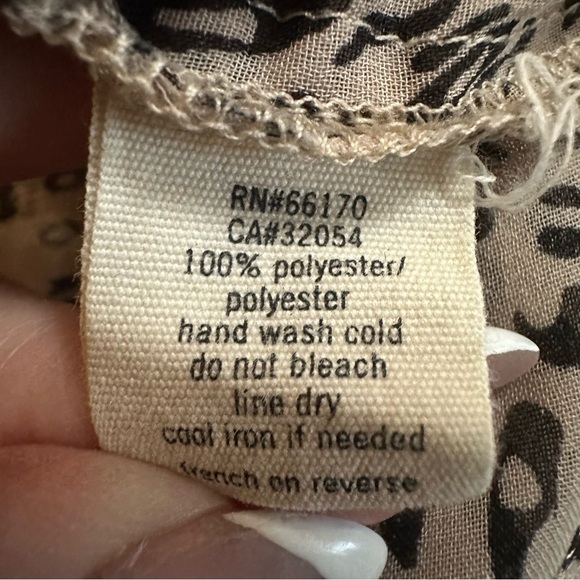 RN#66170
CA#32054
100% polyester/
polyester
hand wash cold
do not bleach
line dry
cool iron if needed
french on reverse